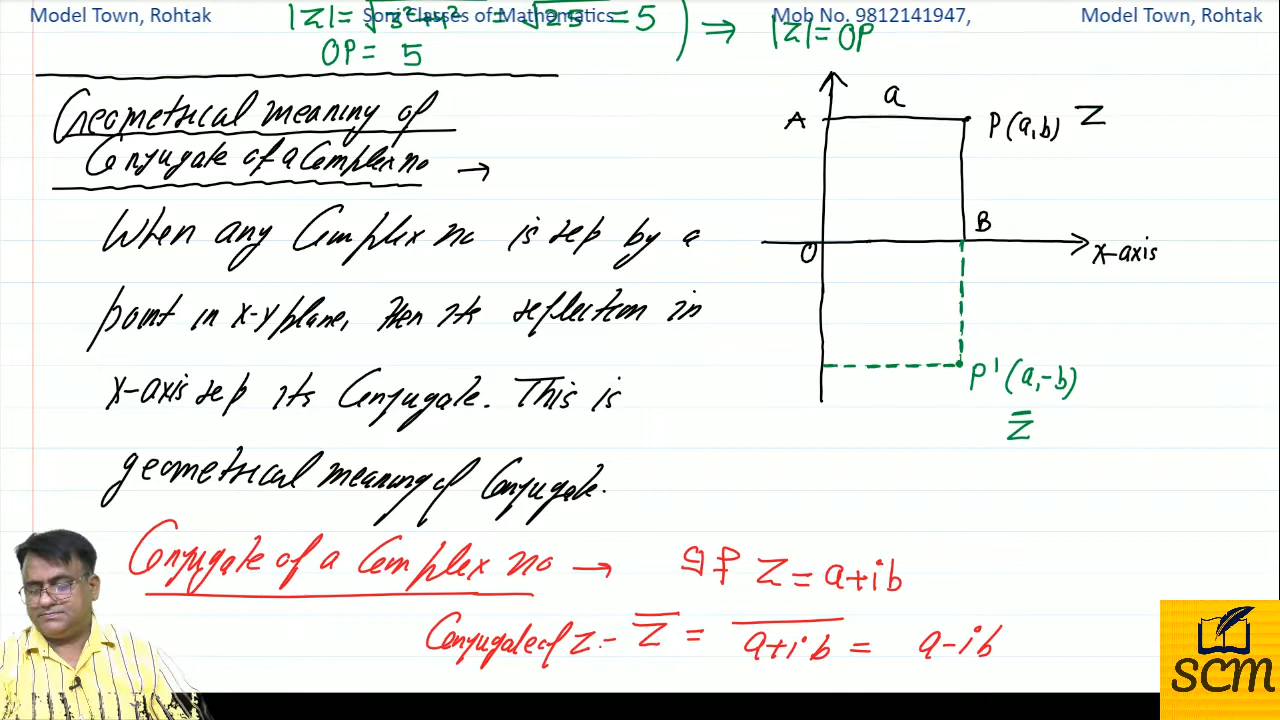 Model Town, Rohtak Soni Classes of Mathematics Mob No. 9812141947, Model Town, Rohtak
|Z| = √3²+4² = √25 = 5 ) ⇒ |Z| = OP
OP = 5
Geometrical meaning of
Conjugate of a Complex no →
When any Complex no is rep by a
point in x-y plane, then its reflection in
x-axis rep its Conjugate. This is
geometrical meaning of Conjugate.
a
A P(a,b) Z
B
O x-axis
P'(a,-b)
Z̅
Conjugate of a Complex no → If Z = a+ib
Conjugate of Z = Z̅ = \overline{a+ib} = a-ib
SCM